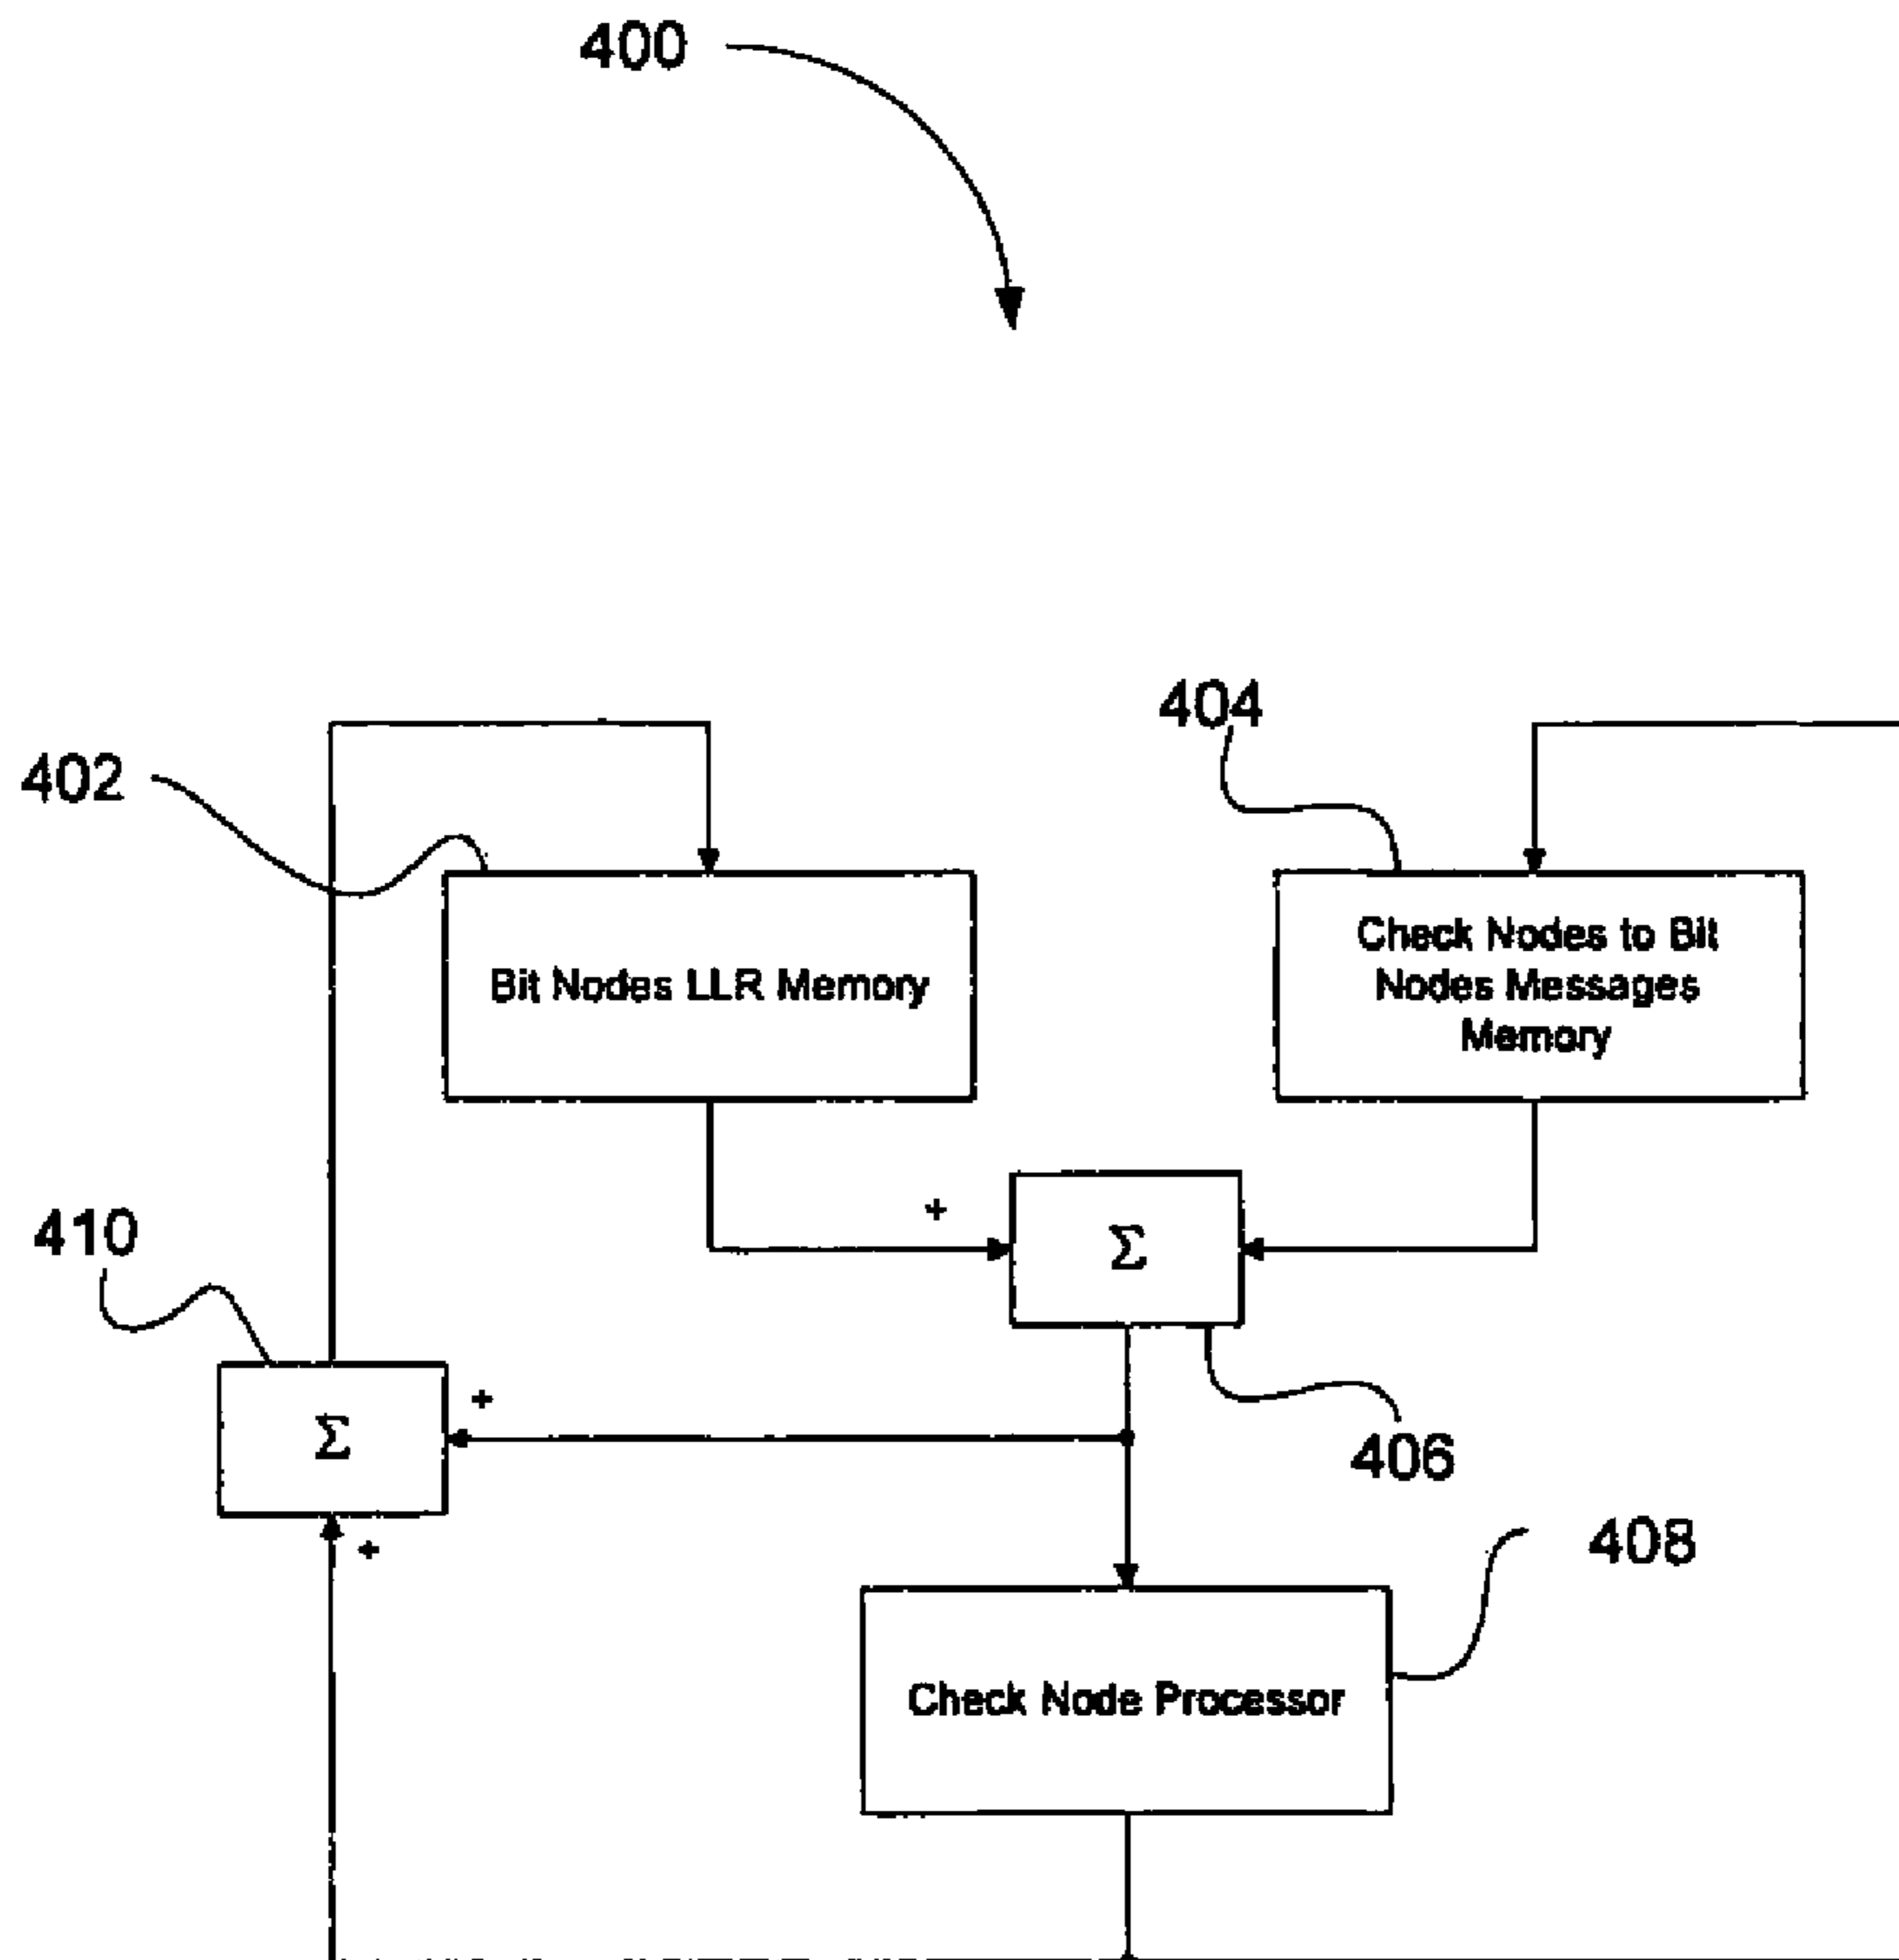 400
404
402
Check Nodes to Bit
Nodes Messages
Memory
Bit Nodes LLR Memory
+
Σ
410
+
Σ
406
+
408
Check Node Processor